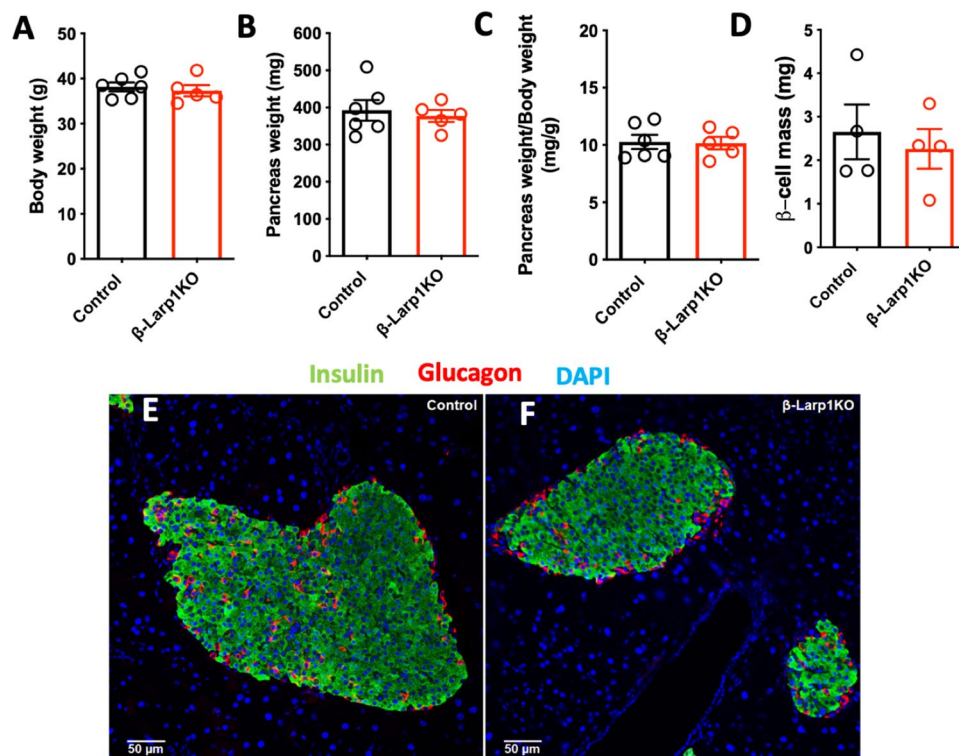 A
Body weight (g)
50
40
30
20
10
0
Control
β-Larp1KO
B
Pancreas weight (mg)
600
500
400
300
200
100
0
Control
β-Larp1KO
C
Pancreas weight/Body weight
(mg/g)
20
15
10
5
0
Control
β-Larp1KO
D
β-cell mass (mg)
5
4
3
2
1
0
Control
β-Larp1KO
Insulin Glucagon DAPI
E
Control
50 µm
F
β-Larp1KO
50 µm